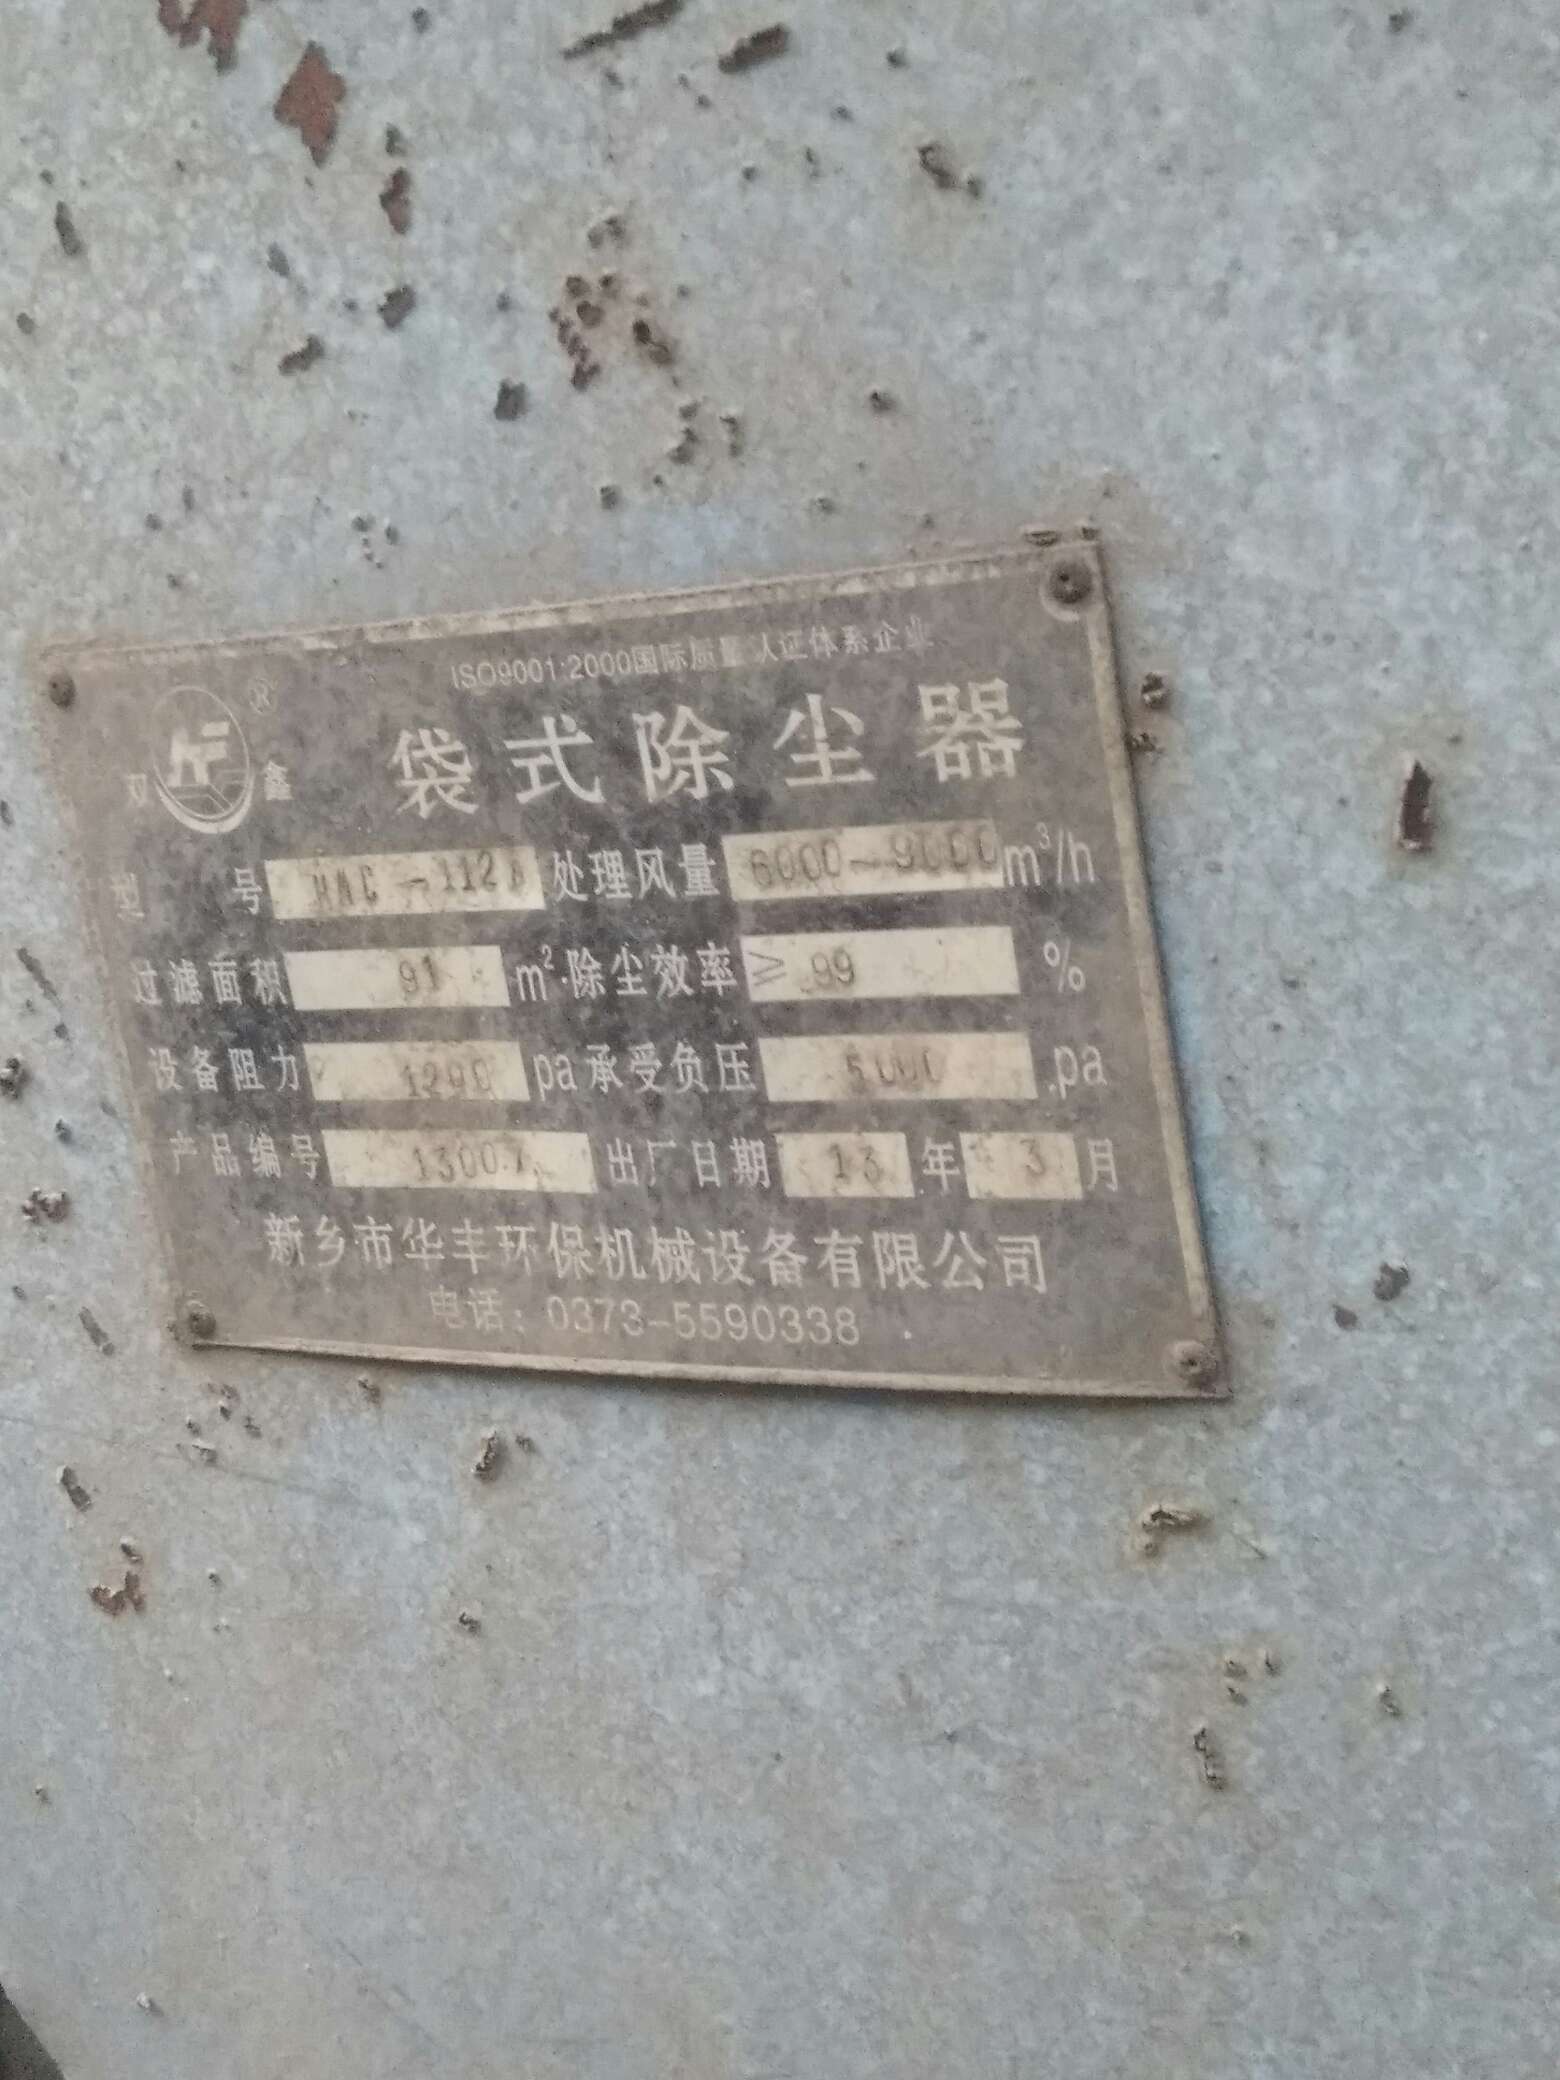 ISO9001:2000国际质量认证体系企业
双鑫 ®
袋式除尘器
型号 HMC-112A 处理风量 6000~9000 m³/h
过滤面积 91 m²·除尘效率 ≥99 %
设备阻力 1200 pa 承受负压 5000 .pa
产品编号 出厂日期 13 年 3 月
新乡市华丰环保机械设备有限公司
电话：0373-5590338